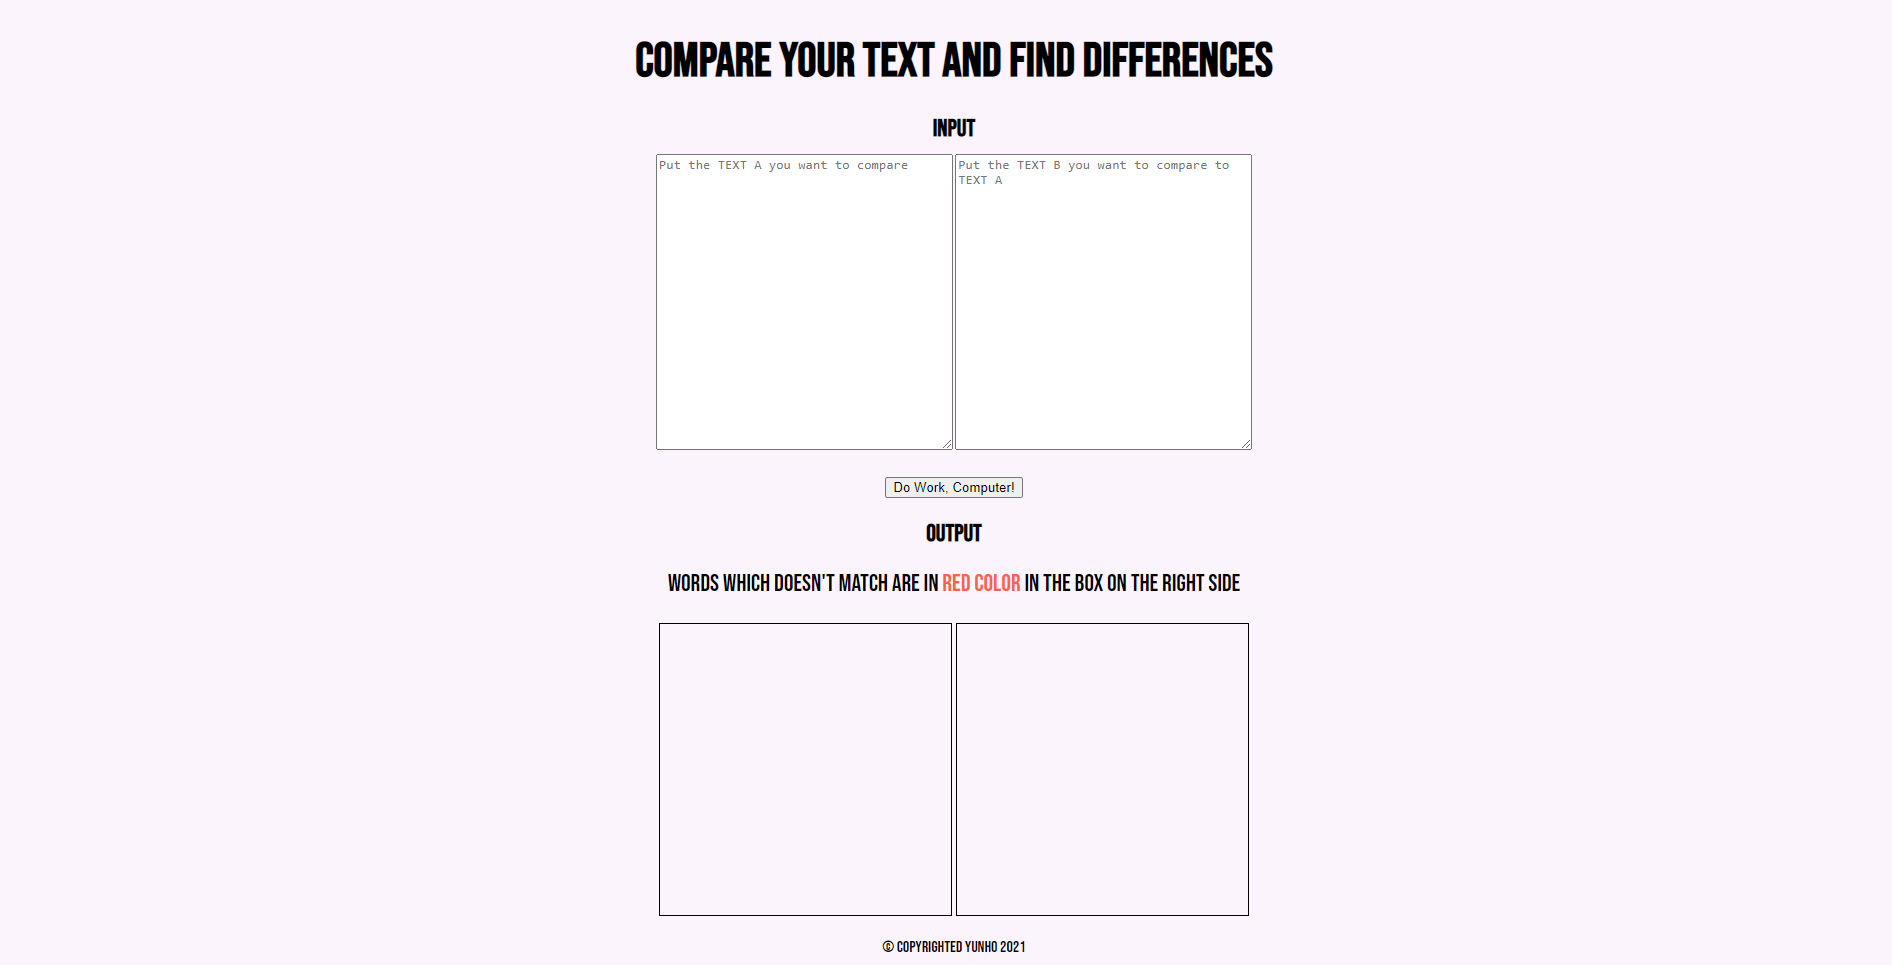 COMPARE YOUR TEXT AND FIND DIFFERENCES
INPUT
Put the TEXT A you want to compare
Put the TEXT B you want to compare to
TEXT A
Do Work, Computer!
OUTPUT
WORDS WHICH DOESN'T MATCH ARE IN RED COLOR IN THE BOX ON THE RIGHT SIDE
© COPYRIGHTED YUNHO 2021